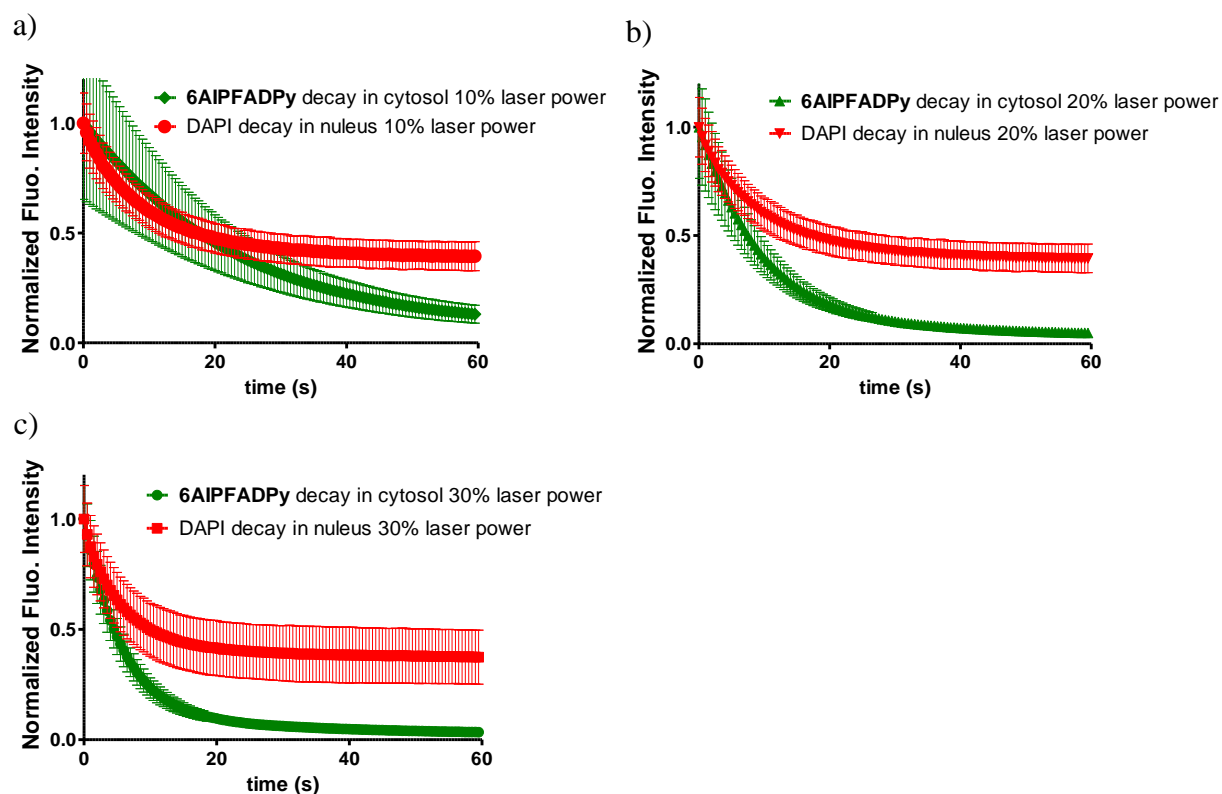 a)
Normalized Fluo. Intensity
1.0
0.5
0.0
6AIPFADPy decay in cytosol 10% laser power
DAPI decay in nuleus 10% laser power
0 20 40 60
time (s)
b)
Normalized Fluo. Intensity
1.0
0.5
0.0
6AIPFADPy decay in cytosol 20% laser power
DAPI decay in nuleus 20% laser power
0 20 40 60
time (s)
c)
Normalized Fluo. Intensity
1.0
0.5
0.0
6AIPFADPy decay in cytosol 30% laser power
DAPI decay in nuleus 30% laser power
0 20 40 60
time (s)